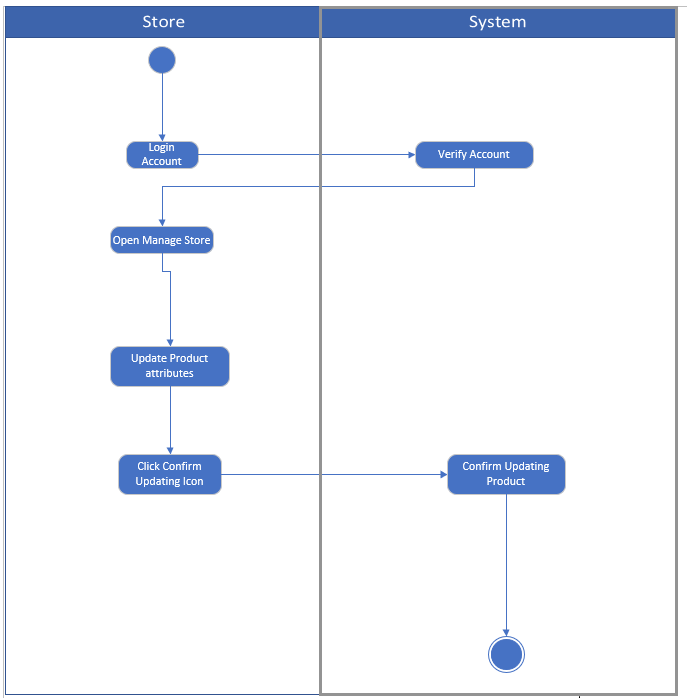 Store
System
Login
Account
Verify Account
Open Manage Store
Update Product
attributes
Click Confirm
Updating Icon
Confirm Updating
Product